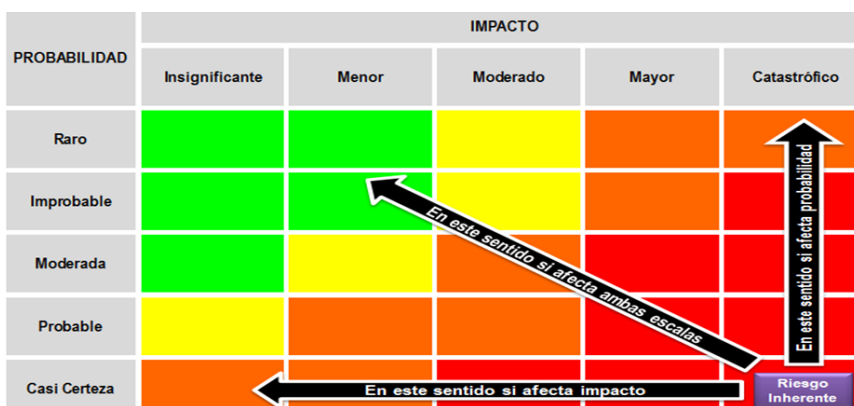 IMPACTO
PROBABILIDAD
Insignificante
Menor
Moderado
Mayor
Catastrófico
Raro
Improbable
Moderada
Probable
Casi Certeza
En este sentido si afecta probabilidad
En este sentido si afecta ambas escalas
En este sentido si afecta impacto
Riesgo
Inherente